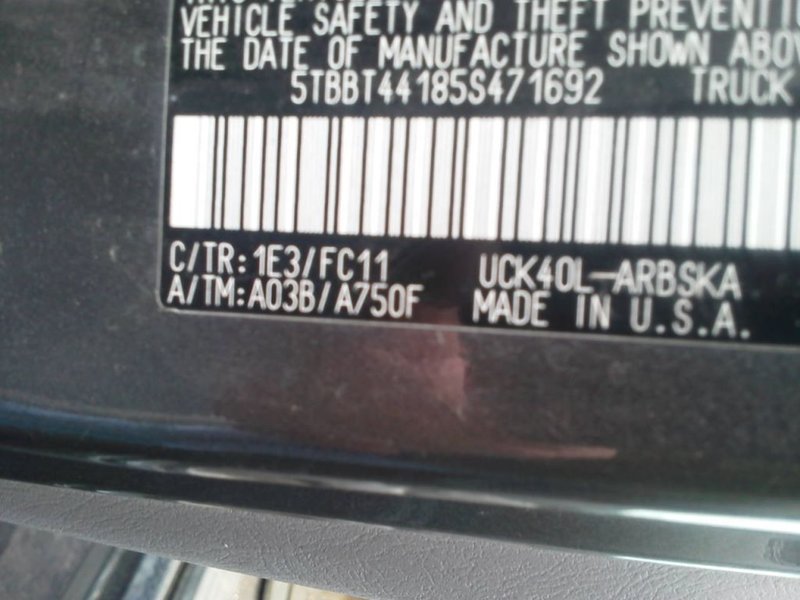 VEHICLE SAFETY AND THEFT PREVENTI
THE DATE OF MANUFACTURE SHOWN ABO
5TBBT44185S471692 TRUCK
C/TR: 1E3/FC11 UCK40L-ARBSKA
A/TM: A03B/A750F MADE IN U.S.A.